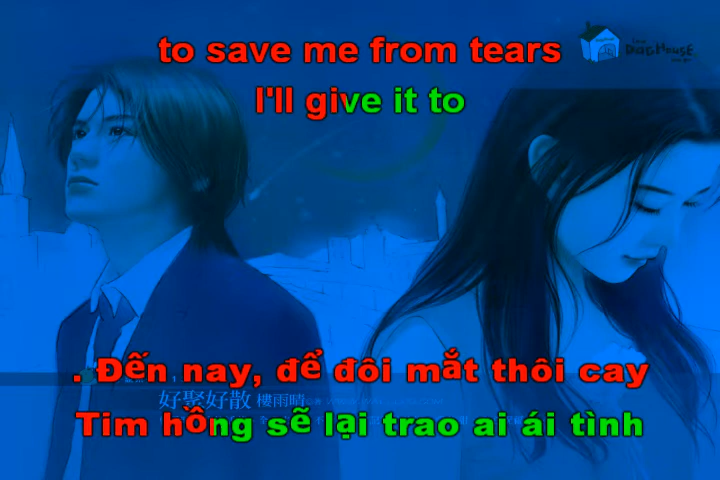 to save me from tears
I'll give it to
. Đến nay, để đôi mắt thôi cay
好聚好散 樓雨晴
Tim hồng sẽ lại trao ai ái tình